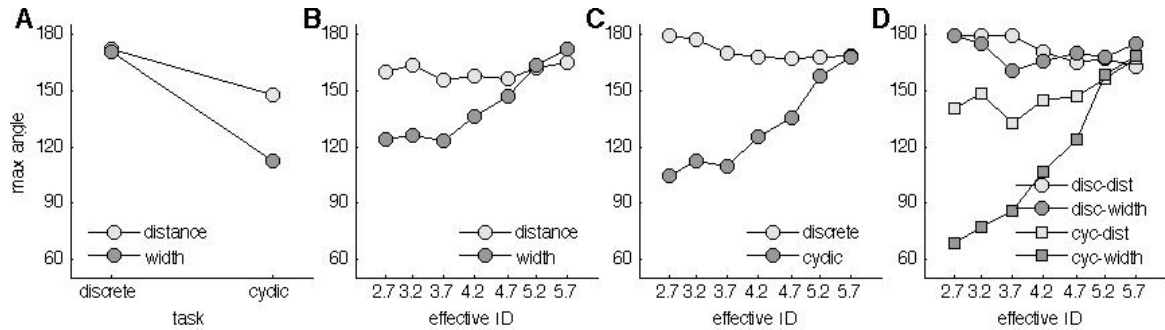 A
B
C
D
max angle
180
150
120
90
60
distance
width
discrete
cyclic
task
180
150
120
90
60
distance
width
2.7 3.2 3.7 4.2 4.7 5.2 5.7
effective ID
180
150
120
90
60
discrete
cyclic
2.7 3.2 3.7 4.2 4.7 5.2 5.7
effective ID
180
150
120
90
60
disc-dist
disc-width
cyc-dist
cyc-width
2.7 3.2 3.7 4.2 4.7 5.2 5.7
effective ID